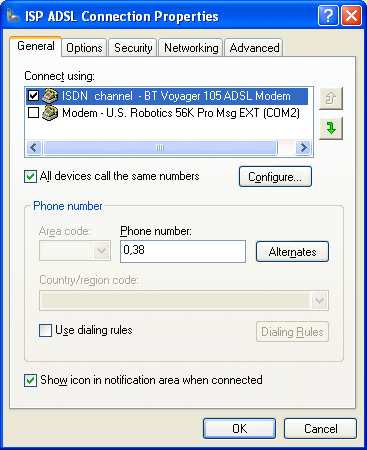 ISP ADSL Connection Properties
General Options Security Networking Advanced
Connect using:
ISDN channel - BT Voyager 105 ADSL Modem
Modem - U.S. Robotics 56K Pro Msg EXT (COM2)
All devices call the same numbers Configure...
Phone number
Area code: Phone number:
0,38 Alternates
Country/region code:
Use dialing rules Dialing Rules
Show icon in notification area when connected
OK Cancel